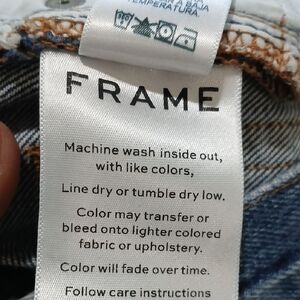 TEMPERATURA.
FRAME
Machine wash inside out,
with like colors,
Line dry or tumble dry low.
Color may transfer or
bleed onto lighter colored
fabric or upholstery.
Color will fade over time.
Follow care instructions